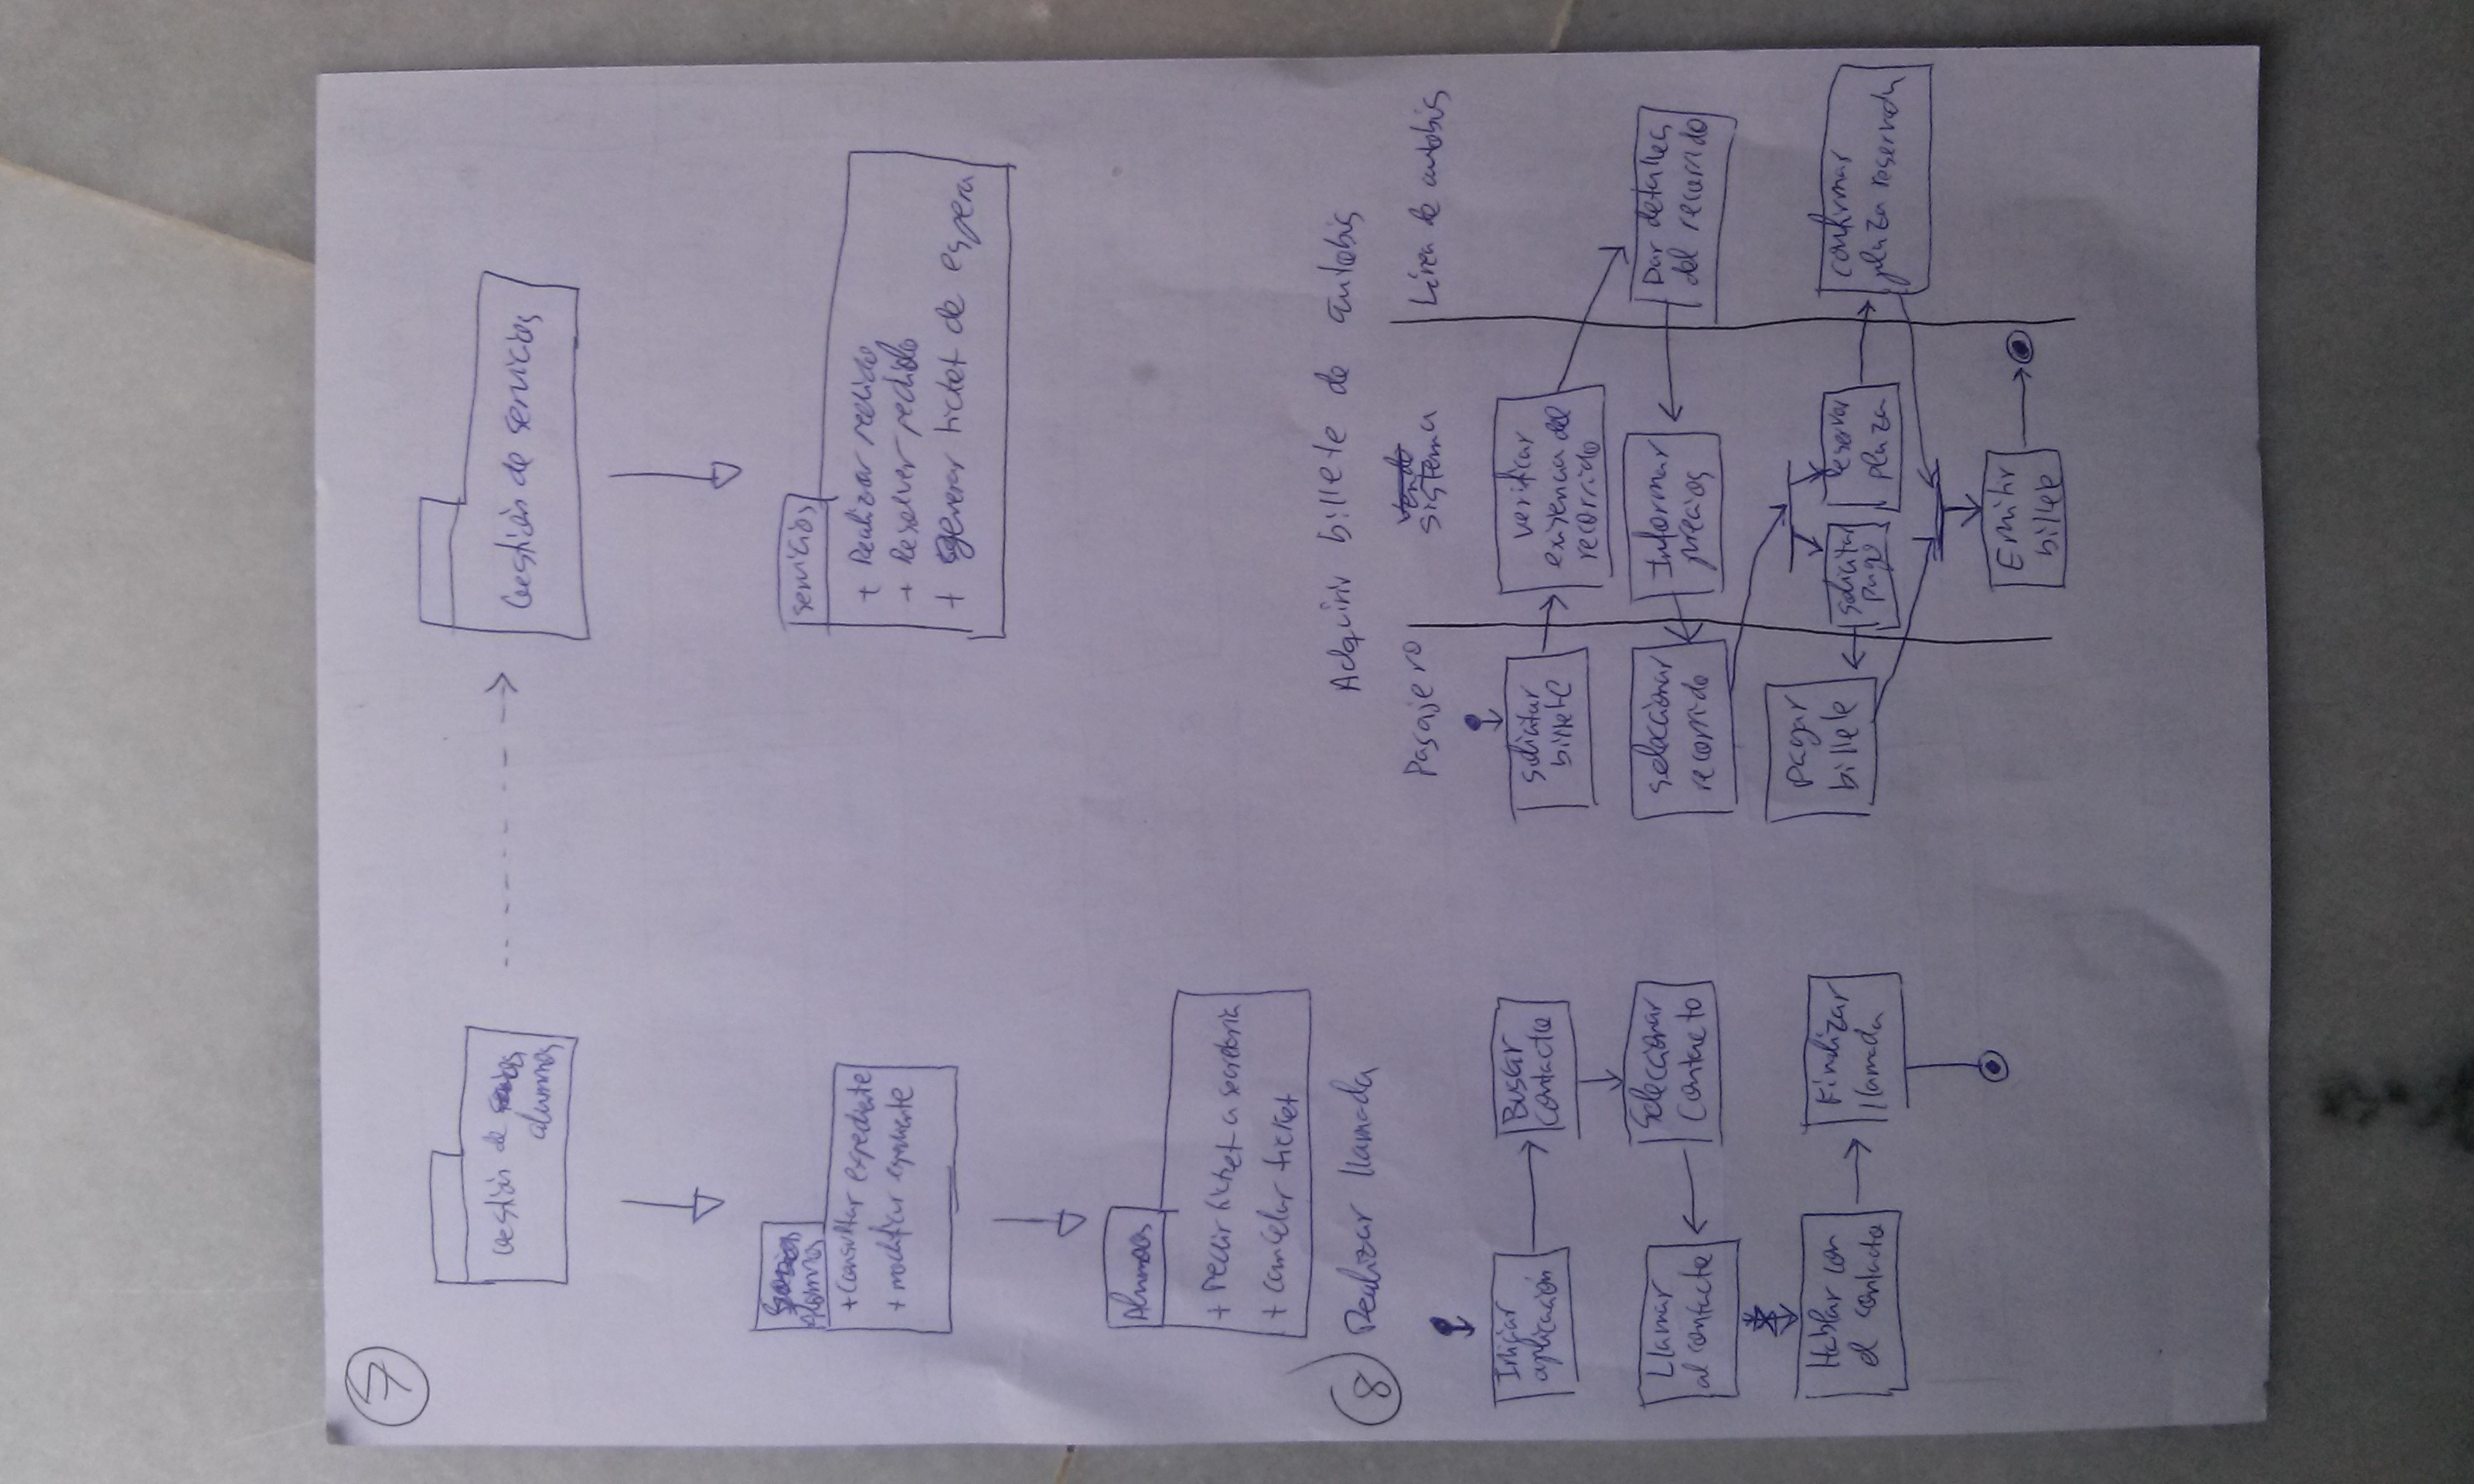 7
Gestión de
alumnos
Gestión de servicios
Alumnos
+ Consultar expediente
+ modificar expediente
servicios
+ Realizar pedido
+ Resolver pedido
+ generar ticket de espera
Alumnos
+ Pedir ticket a secretaria
+ cancelar ticket
8
Realizar llamada
Iniciar
aplicación
Buscar
contacto
Seleccionar
contacto
Llamar
al contacto
Hablar con
el contacto
Finalizar
llamada
Adquirir billete de autobús
Pasajero
sistema
Línea de autobús
solicitar
billete
verificar
existencia del
recorrido
Dar detalles
del recorrido
Informar
precios
seleccionar
recorrido
pagar
billete
solicitar
pago
reservar
plaza
confirmar
plaza reservada
Emitir
billete